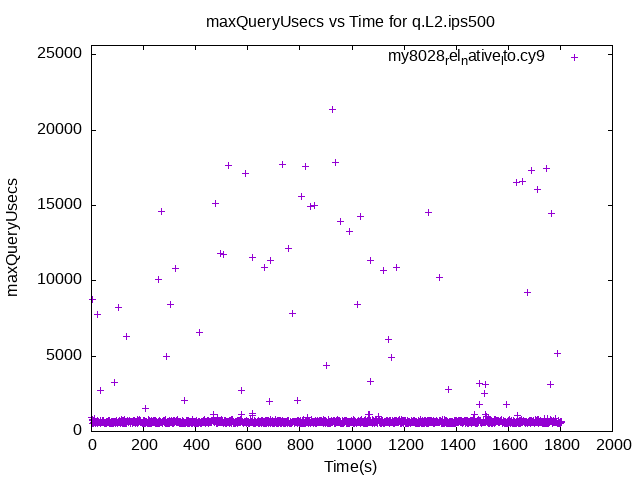 maxQueryUsecs vs Time for q.L2.ips500
25000
my8028relnativelto.cy9
20000
15000
maxQueryUsecs
10000
5000
0
0 200 400 600 800 1000 1200 1400 1600 1800 2000
Time(s)